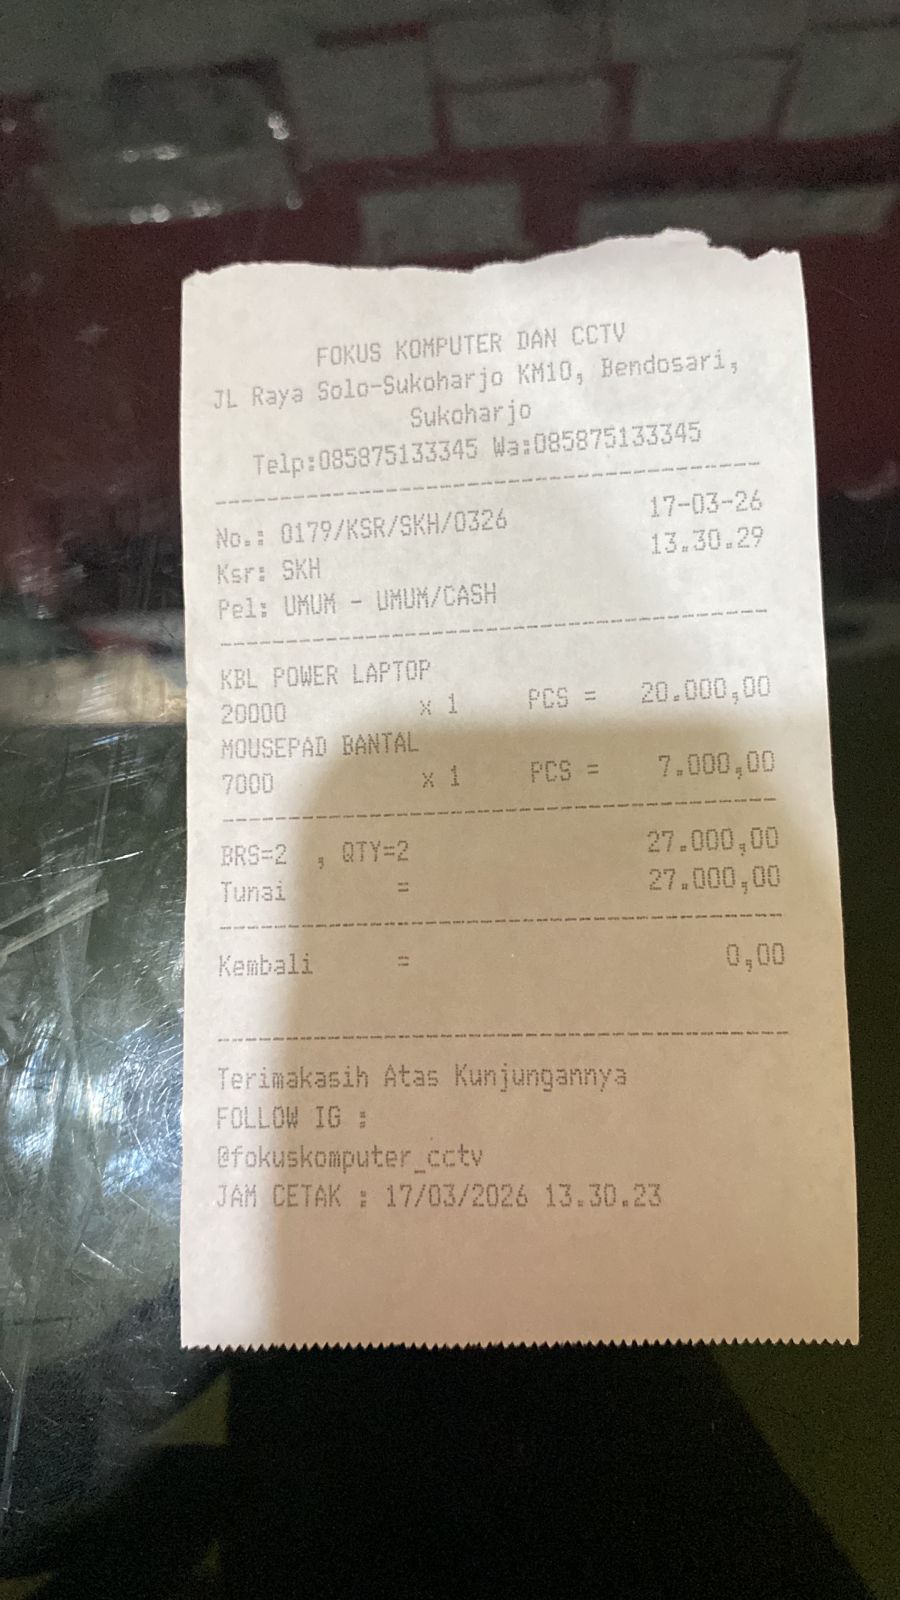 FOKUS KOMPUTER DAN CCTV
JL Raya Solo-Sukoharjo KM10, Bendosari,
Sukoharjo
Telp:085875133345 Wa:085875133345
No.: 0179/KSR/SKH/0326 17-03-26
Ksr: SKH 13.30.29
Pel: UMUM - UMUM/CASH
KBL POWER LAPTOP
20000 x 1 PCS = 20.000,00
MOUSEPAD BANTAL
7000 x 1 PCS = 7.000,00
BRS=2 , QTY=2 27.000,00
Tunai = 27.000,00
Kembali = 0,00
Terimakasih Atas Kunjungannya
FOLLOW IG :
@fokuskomputer_cctv
JAM CETAK : 17/03/2026 13.30.23